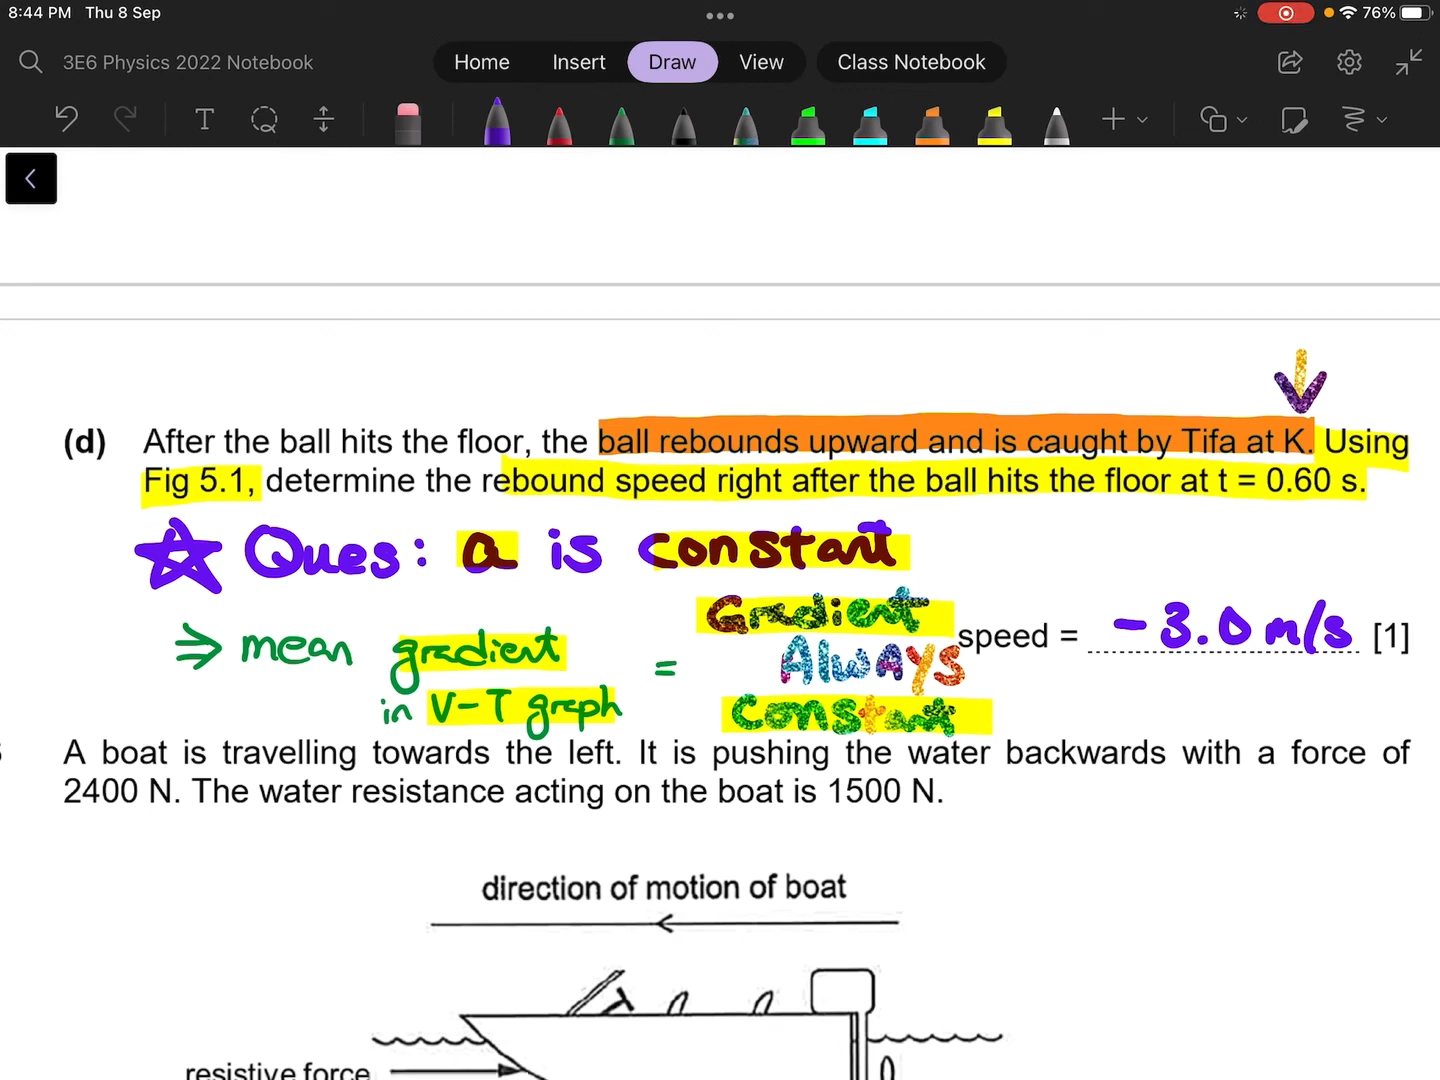 8:44 PM Thu 8 Sep
76%
3E6 Physics 2022 Notebook
Home Insert Draw View Class Notebook
T
(d) After the ball hits the floor, the ball rebounds upward and is caught by Tifa at K. Using
Fig 5.1, determine the rebound speed right after the ball hits the floor at t = 0.60 s.
☆ Ques: a is constant
⇒ mean gradient
in V-T graph
=
Gradient
Always
Constant
speed = -3.0 m/s [1]
A boat is travelling towards the left. It is pushing the water backwards with a force of
2400 N. The water resistance acting on the boat is 1500 N.
direction of motion of boat
resistive force